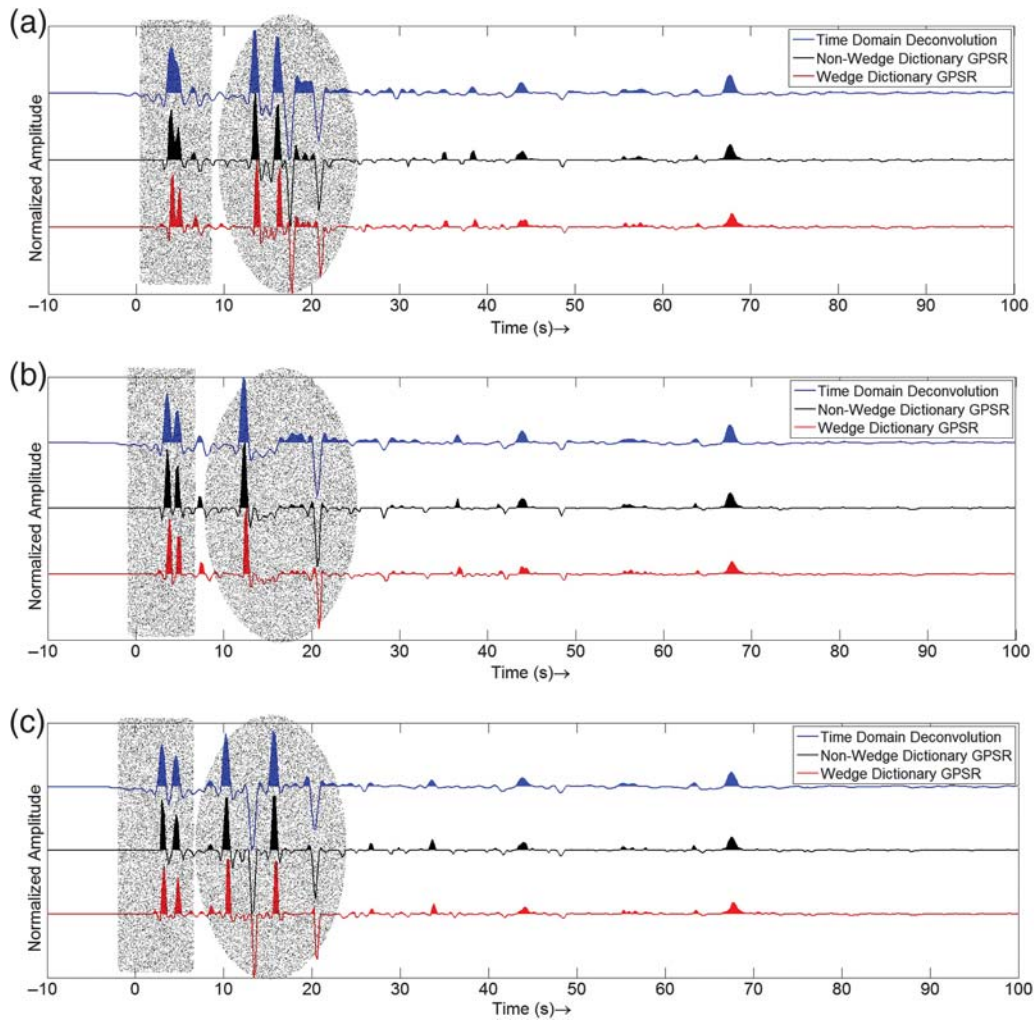 (a)
Normalized Amplitude
Time Domain Deconvolution
Non-Wedge Dictionary GPSR
Wedge Dictionary GPSR
–10 0 10 20 30 40 50 60 70 80 90 100
Time (s)→
(b)
Normalized Amplitude
Time Domain Deconvolution
Non-Wedge Dictionary GPSR
Wedge Dictionary GPSR
–10 0 10 20 30 40 50 60 70 80 90 100
Time (s)→
(c)
Normalized Amplitude
Time Domain Deconvolution
Non-Wedge Dictionary GPSR
Wedge Dictionary GPSR
–10 0 10 20 30 40 50 60 70 80 90 100
Time (s)→